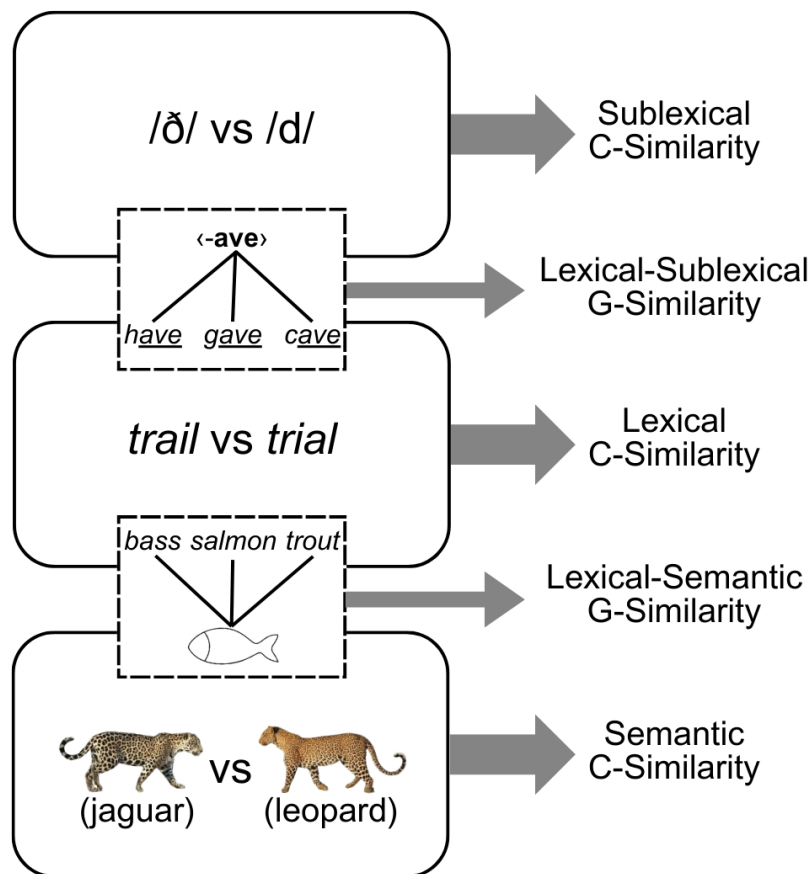 /ð/ vs /d/
Sublexical
C-Similarity
‹-ave›
have gave cave
Lexical-Sublexical
G-Similarity
trail vs trial
Lexical
C-Similarity
bass salmon trout
Lexical-Semantic
G-Similarity
vs
(jaguar) (leopard)
Semantic
C-Similarity